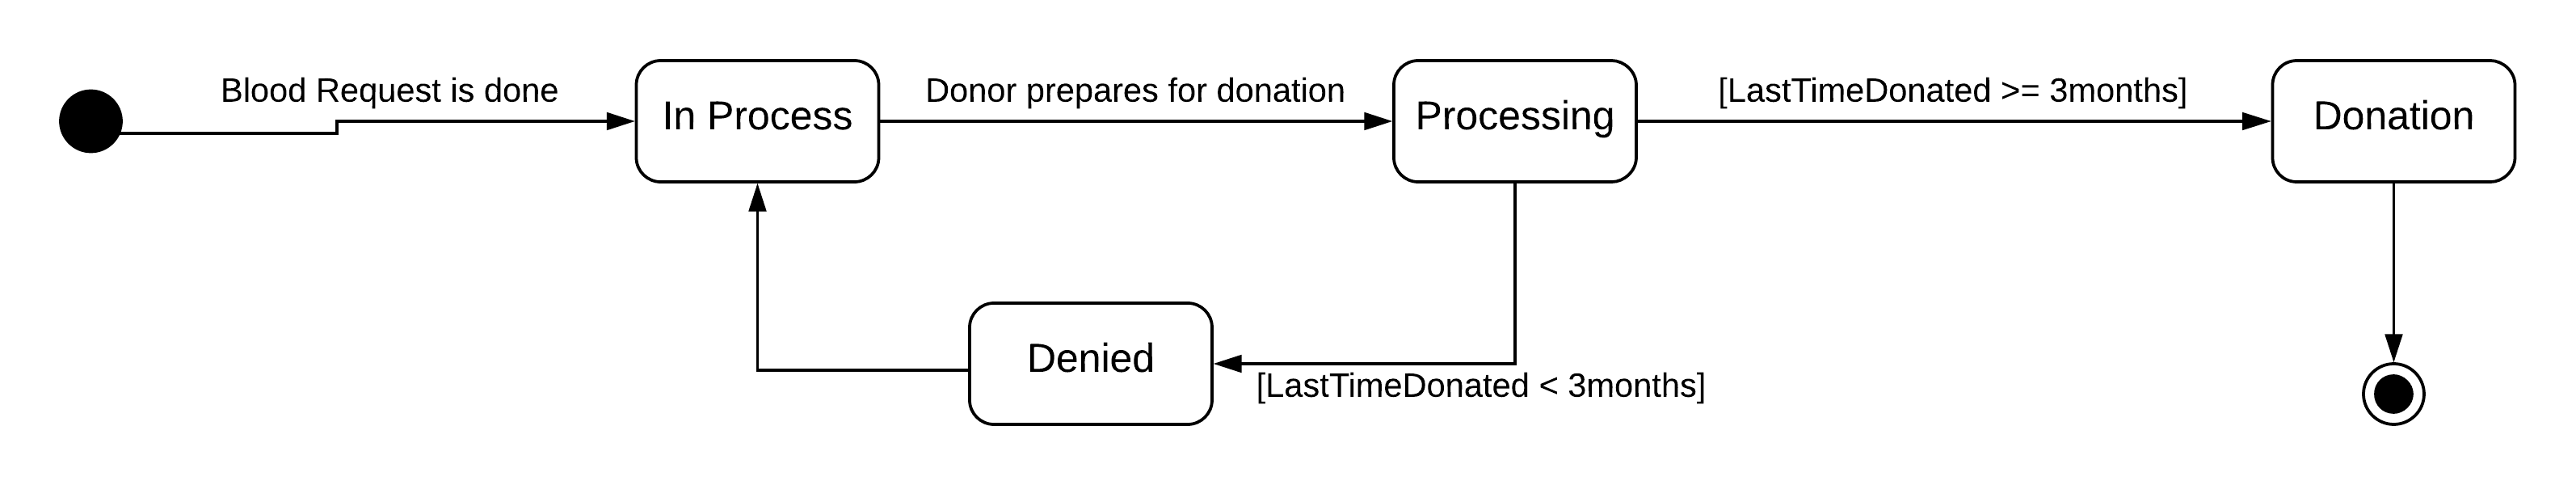 Blood Request is done
In Process
Donor prepares for donation
Processing
[LastTimeDonated >= 3months]
Donation
Denied
[LastTimeDonated < 3months]